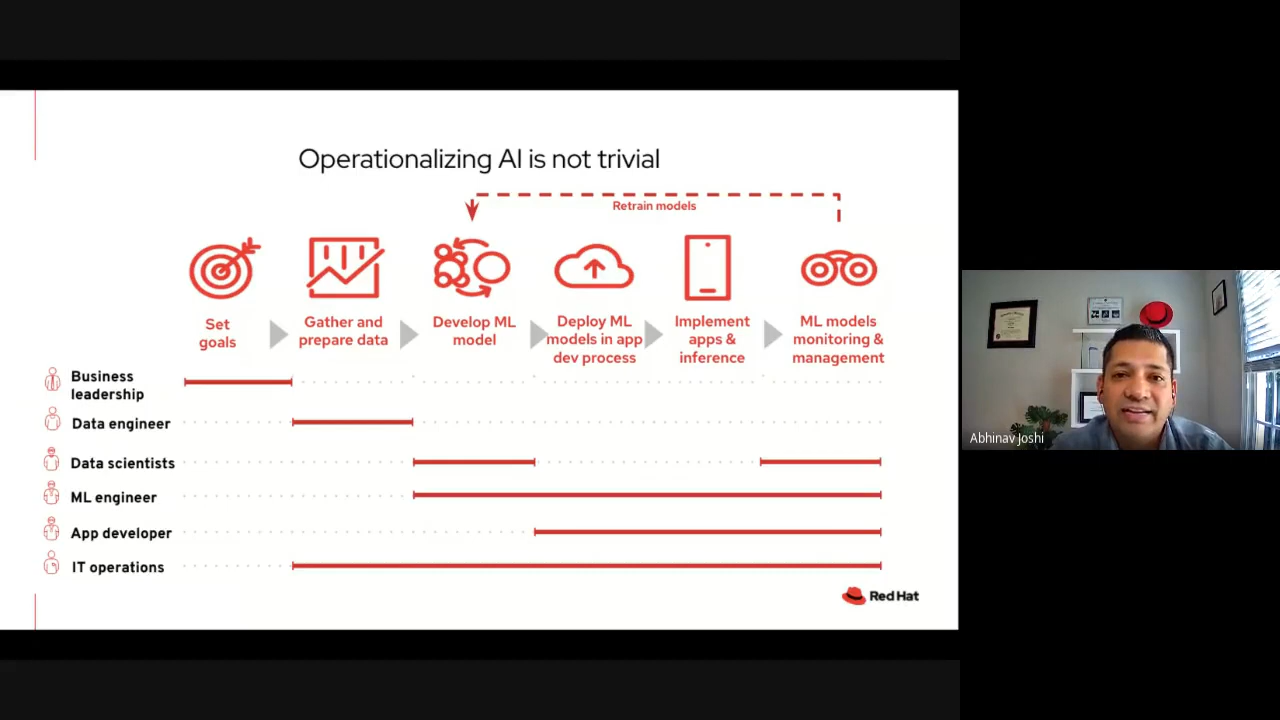 Operationalizing AI is not trivial
Retrain models
Set
goals
Gather and
prepare data
Develop ML
model
Deploy ML
models in app
dev process
Implement
apps &
inference
ML models
monitoring &
management
Business
leadership
Data engineer
Data scientists
ML engineer
App developer
IT operations
Red Hat
Abhinav Joshi